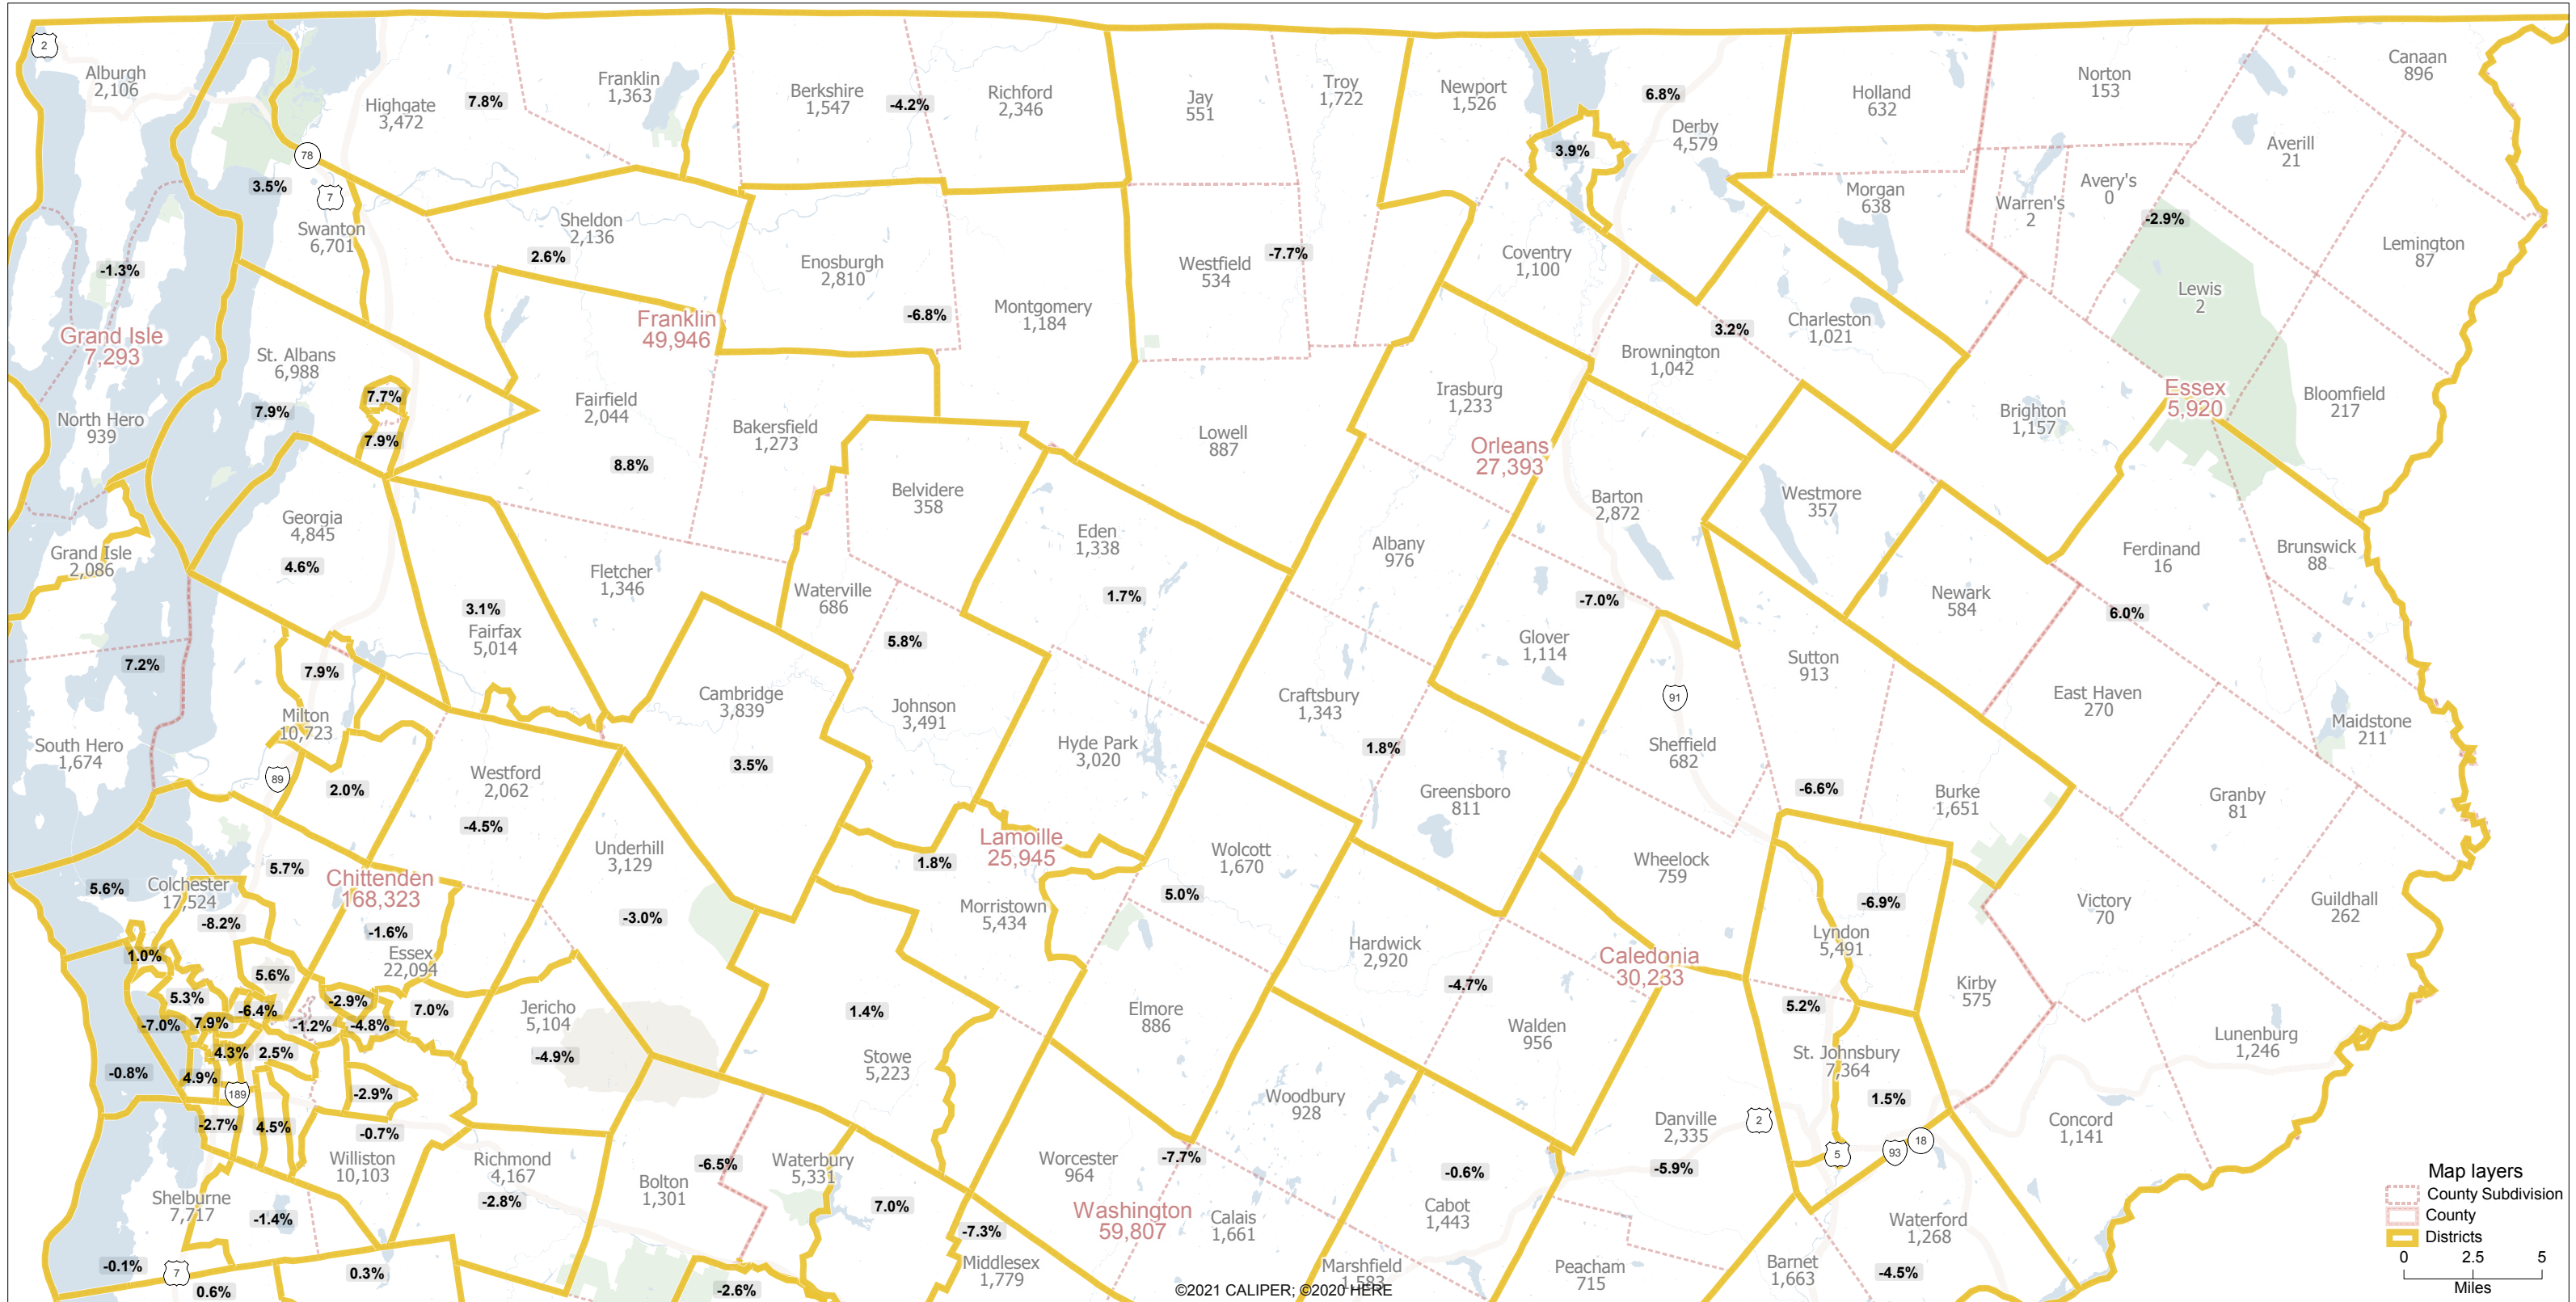 2
Alburgh
2,106
Highgate
3,472
7.8%
Franklin
1,363
Berkshire
1,547
-4.2%
Richford
2,346
Jay
551
Troy
1,722
Newport
1,526
6.8%
Derby
4,579
Holland
632
Norton
153
Canaan
896
78
3.5%
7
Swanton
6,701
Sheldon
2,136
2.6%
3.9%
Morgan
638
Warren's
2
Avery's
0
Averill
21
-2.9%
Lemington
87
-1.3%
Grand Isle
7,293
Franklin
49,946
Enosburgh
2,810
-6.8%
Montgomery
1,184
Westfield
534
-7.7%
Coventry
1,100
Brownington
1,042
3.2%
Charleston
1,021
Lewis
2
St. Albans
6,988
7.9%
7.7%
7.9%
Fairfield
2,044
8.8%
Bakersfield
1,273
Lowell
887
Irasburg
1,233
Orleans
27,393
Brighton
1,157
Essex
5,920
Bloomfield
217
North Hero
939
Grand Isle
2,086
Georgia
4,845
4.6%
Fletcher
1,346
3.1%
Fairfax
5,014
Belvidere
358
Waterville
686
5.8%
Eden
1,338
1.7%
Albany
976
Barton
2,872
-7.0%
Westmore
357
Newark
584
Ferdinand
16
Brunswick
88
6.0%
7.2%
7.9%
Milton
10,723
South Hero
1,674
89
2.0%
Westford
2,062
-4.5%
Cambridge
3,839
3.5%
Johnson
3,491
Hyde Park
3,020
Craftsbury
1,343
1.8%
Glover
1,114
91
Sheffield
682
Sutton
913
-6.6%
Burke
1,651
East Haven
270
Maidstone
211
Granby
81
Greensboro
811
Underhill
3,129
-3.0%
Lamoille
25,945
1.8%
Morristown
5,434
Wolcott
1,670
5.0%
Wheelock
759
-6.9%
Lyndon
5,491
Victory
70
Guildhall
262
5.7%
Chittenden
168,323
5.6%
Colchester
17,524
-8.2%
-1.6%
Essex
22,094
1.0%
5.6%
5.3%
-6.4%
-2.9%
7.0%
-7.0%
7.9%
-1.2%
-4.8%
4.3%
2.5%
-0.8%
4.9%
189
-2.9%
-2.7%
4.5%
-0.7%
Jericho
5,104
-4.9%
1.4%
Stowe
5,223
Elmore
886
Hardwick
2,920
-4.7%
Walden
956
Caledonia
30,233
5.2%
Kirby
575
St. Johnsbury
7,364
1.5%
Lunenburg
1,246
Concord
1,141
Woodbury
928
Danville
2,335
-5.9%
2
5
93
18
Williston
10,103
Richmond
4,167
-2.8%
Bolton
1,301
-6.5%
Waterbury
5,331
7.0%
Worcester
964
-7.7%
Washington
59,807
Calais
1,661
-0.6%
Cabot
1,443
Shelburne
7,717
-1.4%
-7.3%
Middlesex
1,779
Marshfield
1,583
Peachham
715
Barnet
1,663
Waterford
1,268
-4.5%
-0.1%
7
0.6%
0.3%
-2.6%
©2021 CALIPER; ©2020 HERE
Map layers
County Subdivision
County
Districts
0 2.5 5
Miles